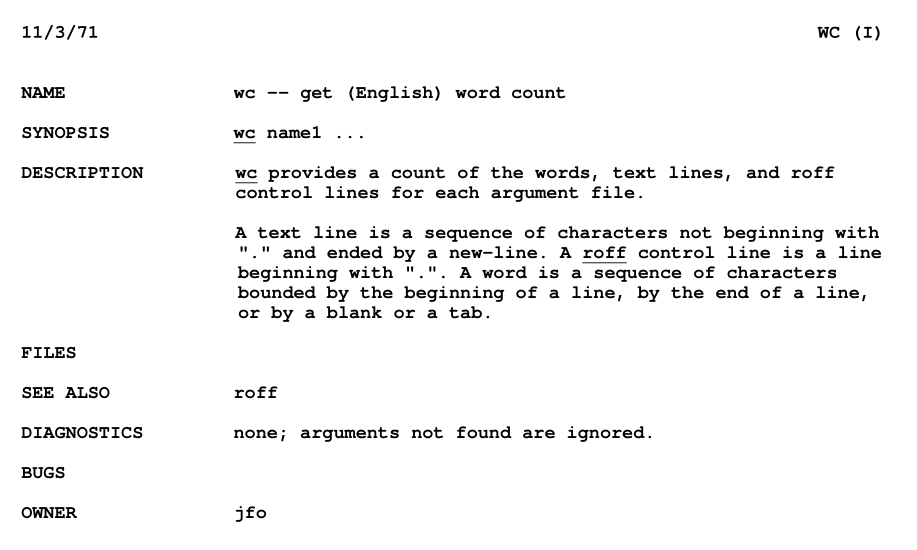 11/3/71 WC (I)
NAME wc -- get (English) word count
SYNOPSIS wc name1 ...
DESCRIPTION wc provides a count of the words, text lines, and roff
control lines for each argument file.
A text line is a sequence of characters not beginning with
"." and ended by a new-line. A roff control line is a line
beginning with ".". A word is a sequence of characters
bounded by the beginning of a line, by the end of a line,
or by a blank or a tab.
FILES
SEE ALSO roff
DIAGNOSTICS none; arguments not found are ignored.
BUGS
OWNER jfo